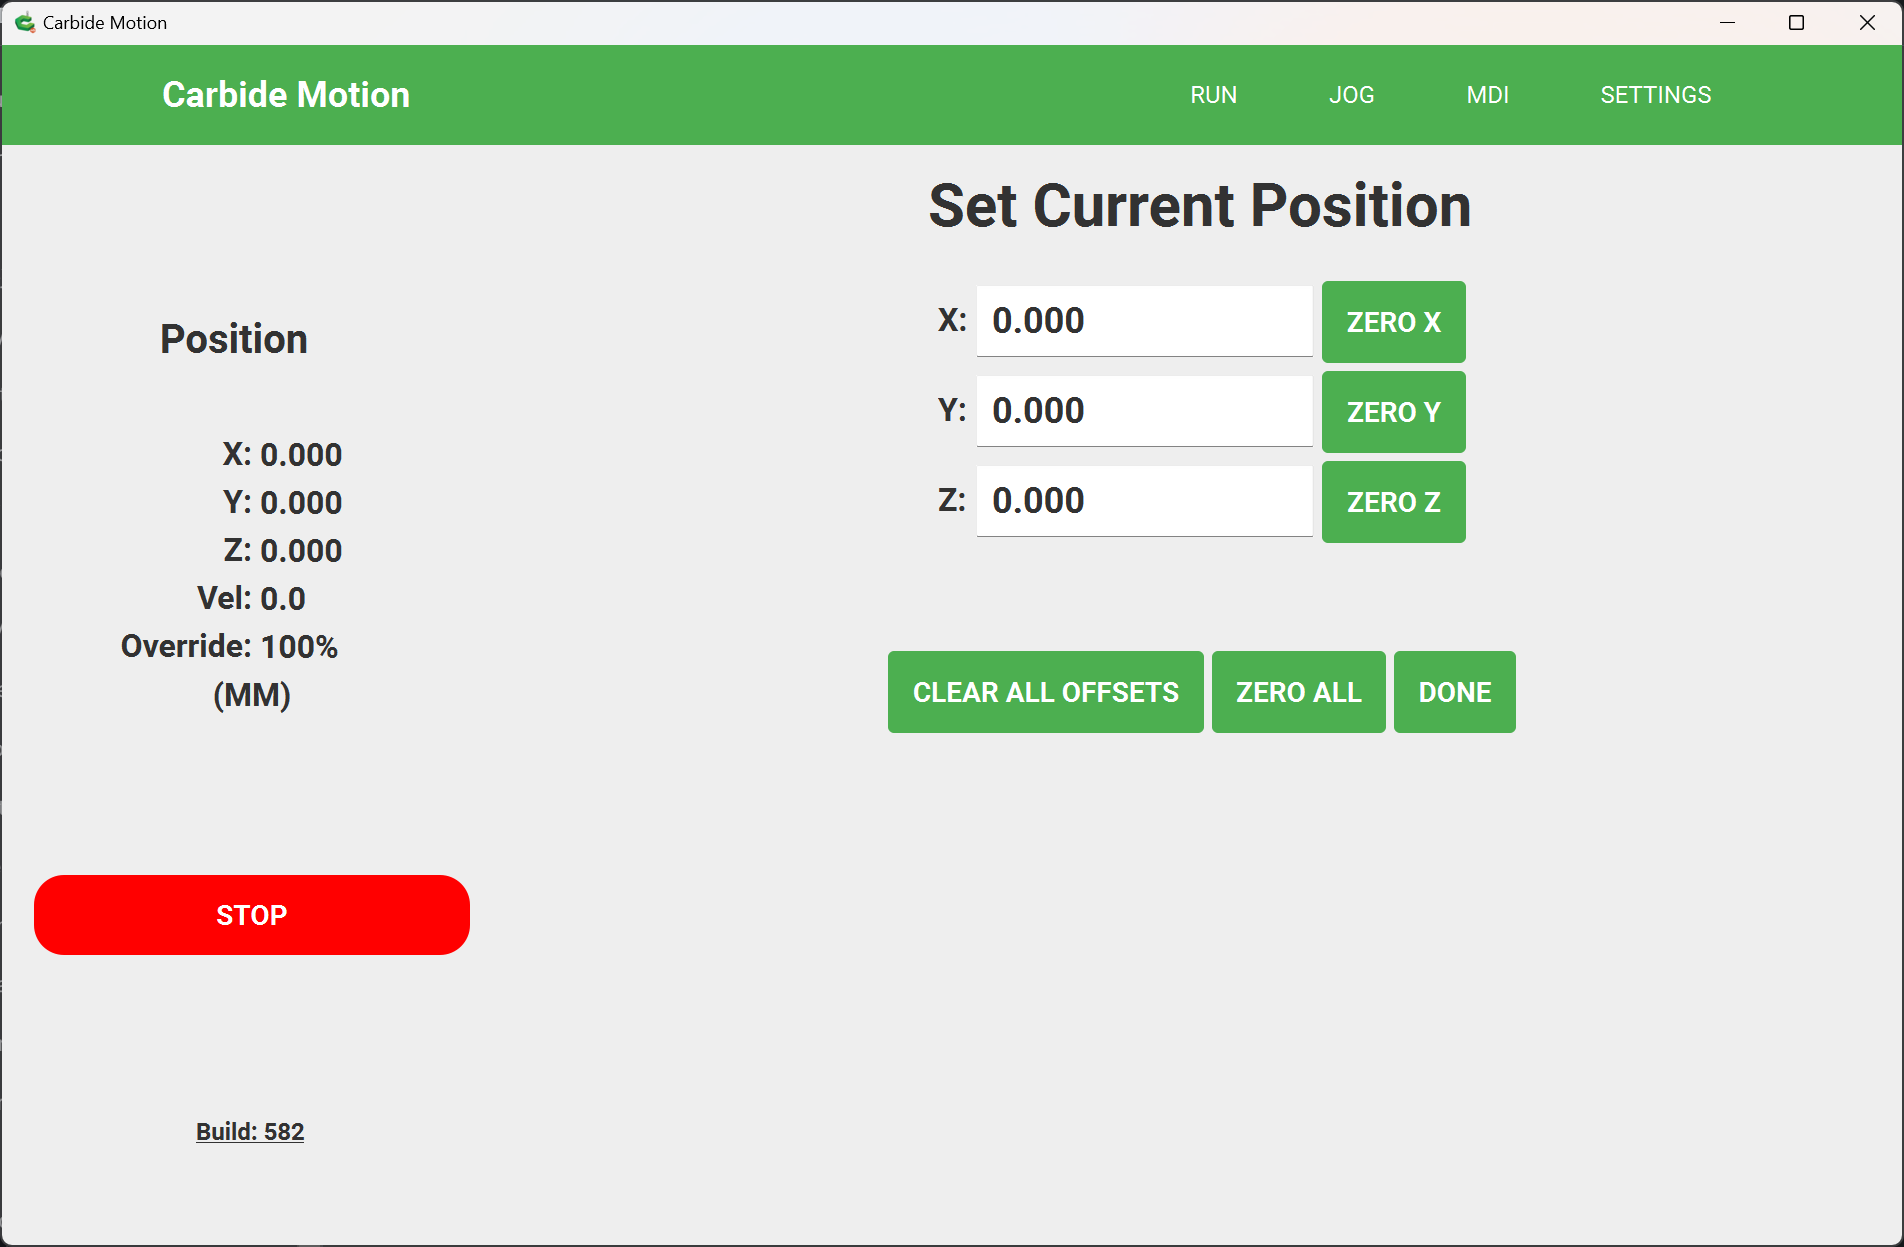 Carbide Motion
Carbide Motion RUN JOG MDI SETTINGS
Set Current Position
X: 0.000 ZERO X
Y: 0.000 ZERO Y
Z: 0.000 ZERO Z
CLEAR ALL OFFSETS ZERO ALL DONE
Position
X: 0.000
Y: 0.000
Z: 0.000
Vel: 0.0
Override: 100%
(MM)
STOP
Build: 582